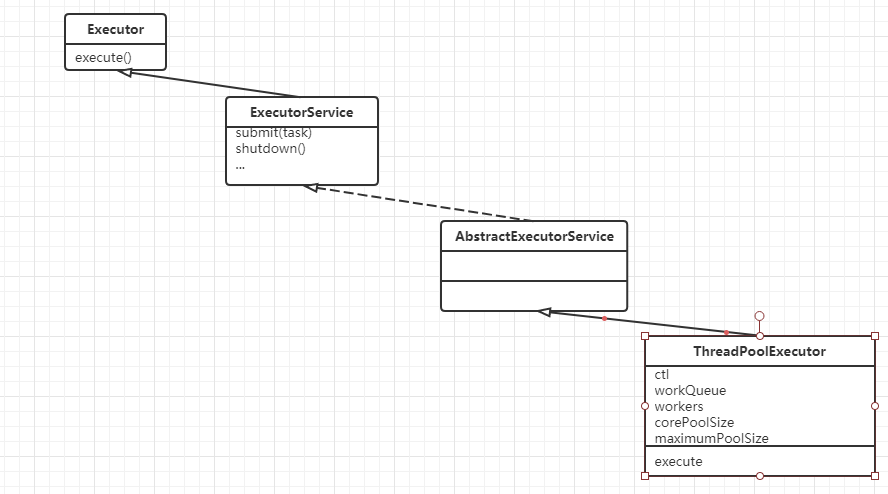 Executor
execute()
ExecutorService
submit(task)
shutdown()
...
AbstractExecutorService
ThreadPoolExecutor
ctl
workQueue
workers
corePoolSize
maximumPoolSize
execute